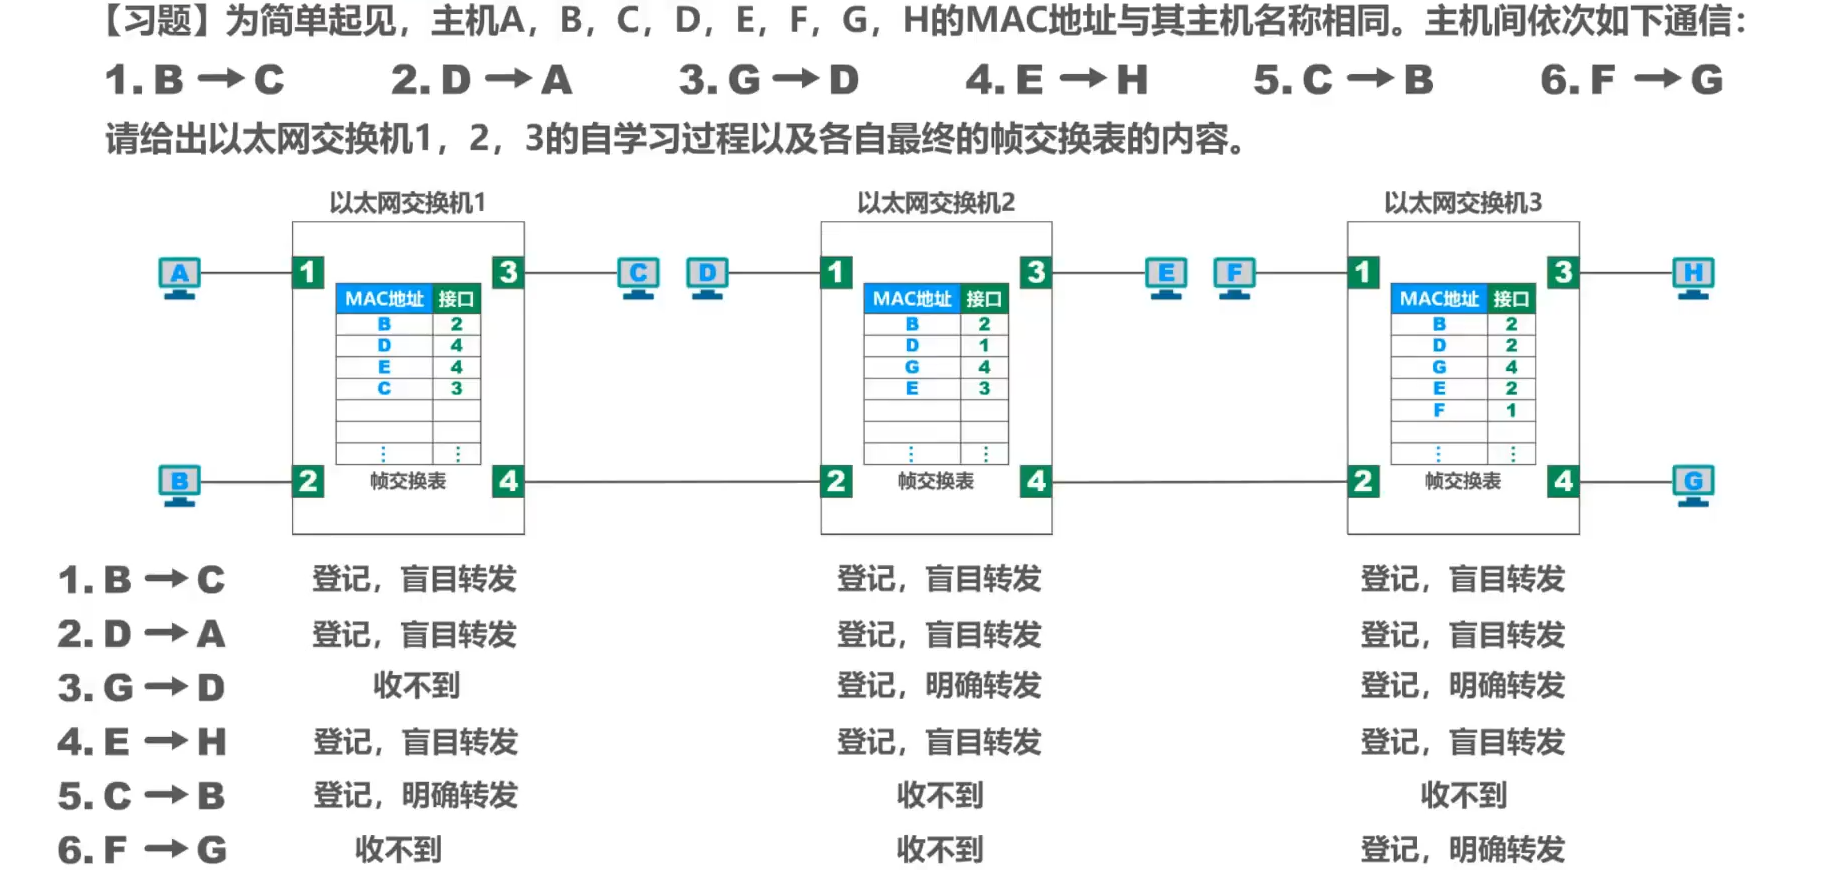 【习题】为简单起见，主机A，B，C，D，E，F，G，H的MAC地址与其主机名称相同。主机间依次如下通信：
1. B → C 2. D → A 3. G → D 4. E → H 5. C → B 6. F → G
请给出以太网交换机1，2，3的自学习过程以及各自最终的帧交换表的内容。
以太网交换机1 以太网交换机2 以太网交换机3
A 1 3 C D 1 3 E F 1 3 H
MAC地址 接口 MAC地址 接口 MAC地址 接口
B 2 B 2 B 2
D 4 D 1 D 2
E 4 G 4 G 4
C 3 E 3 E 2
F 1
⋮ ⋮ ⋮ ⋮ ⋮ ⋮
B 2 帧交换表 4 2 帧交换表 4 2 帧交换表 4 G
1. B → C 登记，盲目转发 登记，盲目转发 登记，盲目转发
2. D → A 登记，盲目转发 登记，盲目转发 登记，盲目转发
3. G → D 收不到 登记，明确转发 登记，明确转发
4. E → H 登记，盲目转发 登记，盲目转发 登记，盲目转发
5. C → B 登记，明确转发 收不到 收不到
6. F → G 收不到 收不到 登记，明确转发